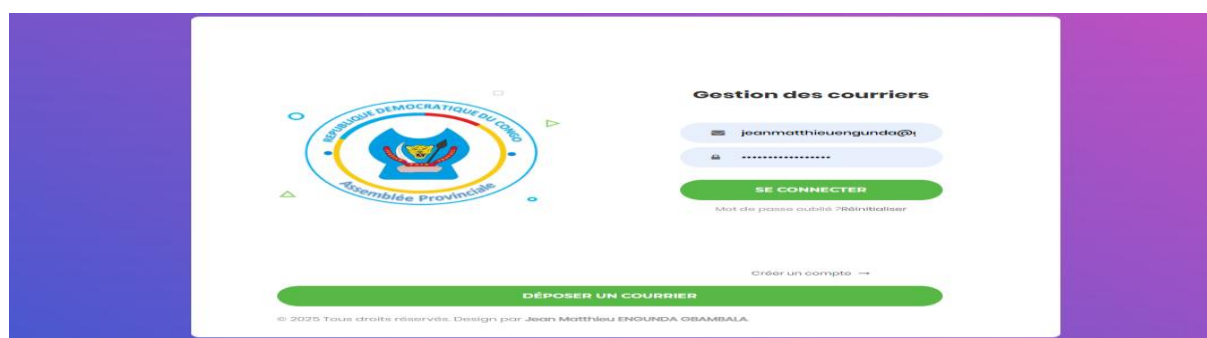 REPUBLIQUE DEMOCRATIQUE DU CONGO
Assemblée Provinciale
Gestion des courriers
jeanmatthieuengunda@
SE CONNECTER
Mot de passe oublié ?Réinitialiser
Créer un compte →
DÉPOSER UN COURRIER
© 2025 Tous droits réservés. Design par Jean Matthieu ENGUNDA GBAMBALA.